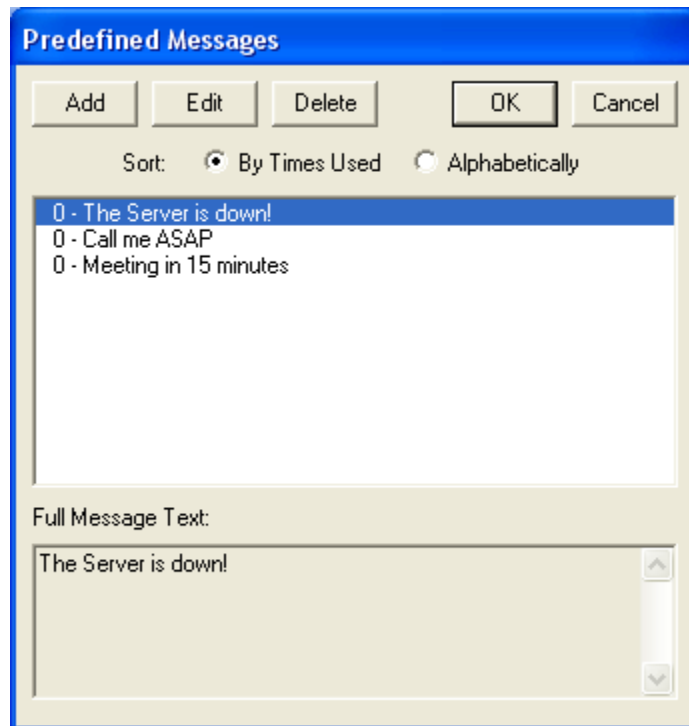 Predefined Messages
Add Edit Delete OK Cancel
Sort: By Times Used Alphabetically
0 - The Server is down!
0 - Call me ASAP
0 - Meeting in 15 minutes
Full Message Text:
The Server is down!